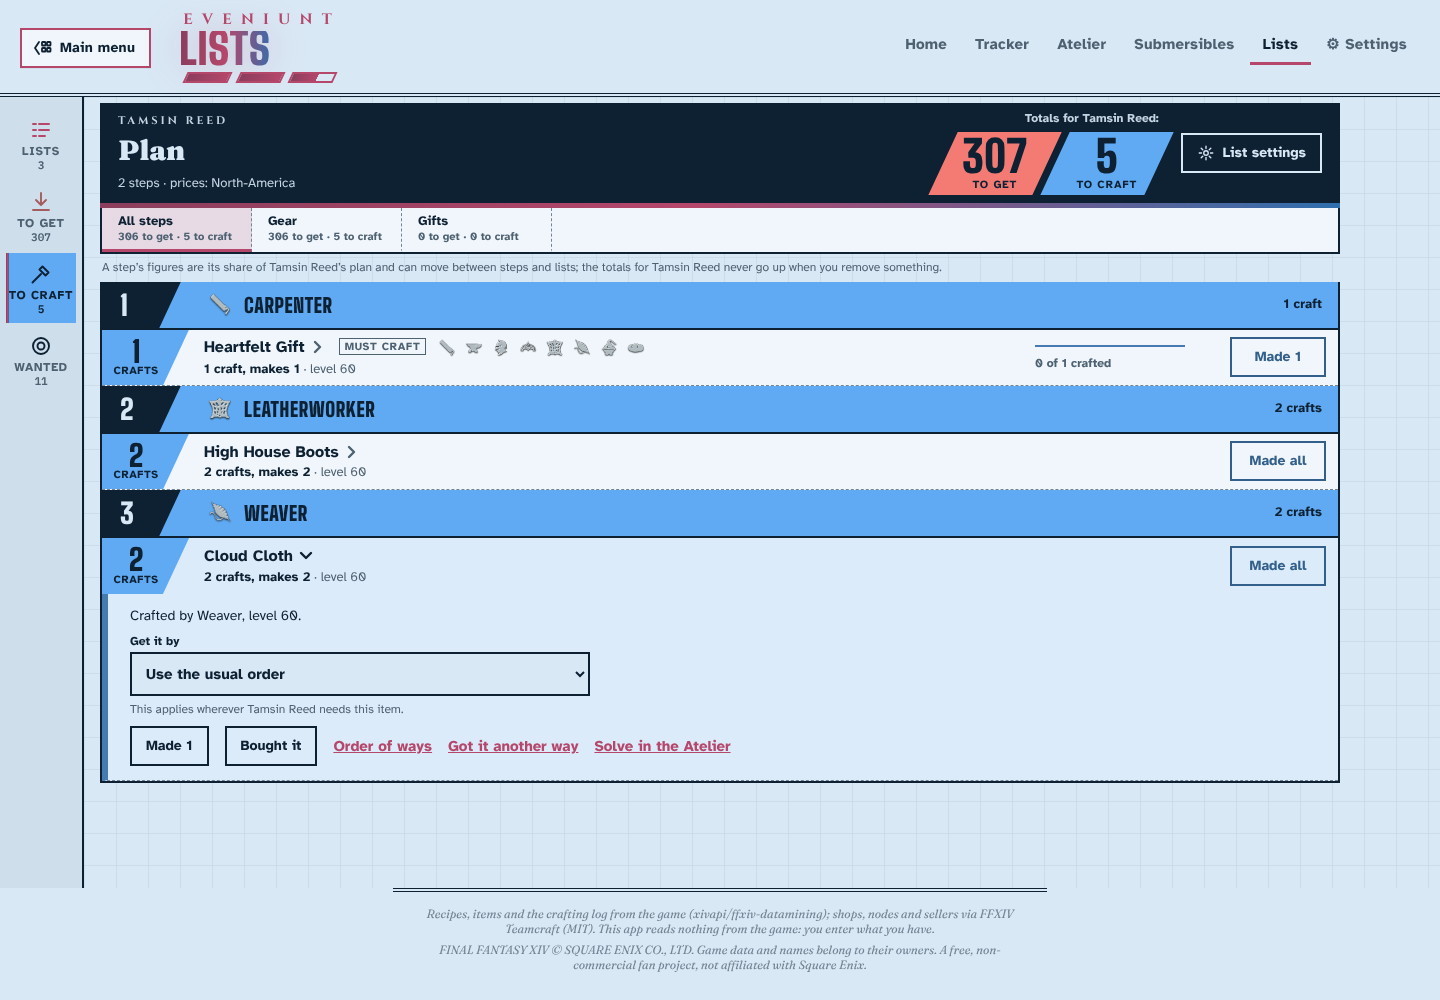 Main menu
EVENIUNT
LISTS
Home
Tracker
Atelier
Submersibles
Lists
Settings
LISTS
3
TO GET
307
TO CRAFT
5
WANTED
11
TAMSIN REED
Plan
2 steps · prices: North-America
Totals for Tamsin Reed:
307
TO GET
5
TO CRAFT
List settings
All steps
306 to get · 5 to craft
Gear
306 to get · 5 to craft
Gifts
0 to get · 0 to craft
A step's figures are its share of Tamsin Reed's plan and can move between steps and lists; the totals for Tamsin Reed never go up when you remove something.
1
CARPENTER
1 craft
1
CRAFTS
Heartfelt Gift
MUST CRAFT
1 craft, makes 1 · level 60
0 of 1 crafted
Made 1
2
LEATHERWORKER
2 crafts
2
CRAFTS
High House Boots
2 crafts, makes 2 · level 60
Made all
3
WEAVER
2 crafts
2
CRAFTS
Cloud Cloth
2 crafts, makes 2 · level 60
Made all
Crafted by Weaver, level 60.
Get it by
Use the usual order
This applies wherever Tamsin Reed needs this item.
Made 1
Bought it
Order of ways
Got it another way
Solve in the Atelier
Recipes, items and the crafting log from the game (xivapi/ffxiv-datamining); shops, nodes and sellers via FFXIV
Teamcraft (MIT). This app reads nothing from the game: you enter what you have.
FINAL FANTASY XIV © SQUARE ENIX CO., LTD. Game data and names belong to their owners. A free, non-
commercial fan project, not affiliated with Square Enix.